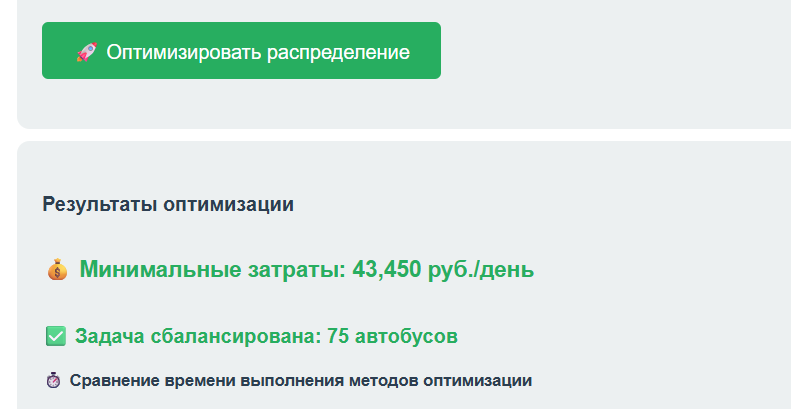 🚀 Оптимизировать распределение
Результаты оптимизации
💰 Минимальные затраты: 43,450 руб./день
✅ Задача сбалансирована: 75 автобусов
⏱ Сравнение времени выполнения методов оптимизации